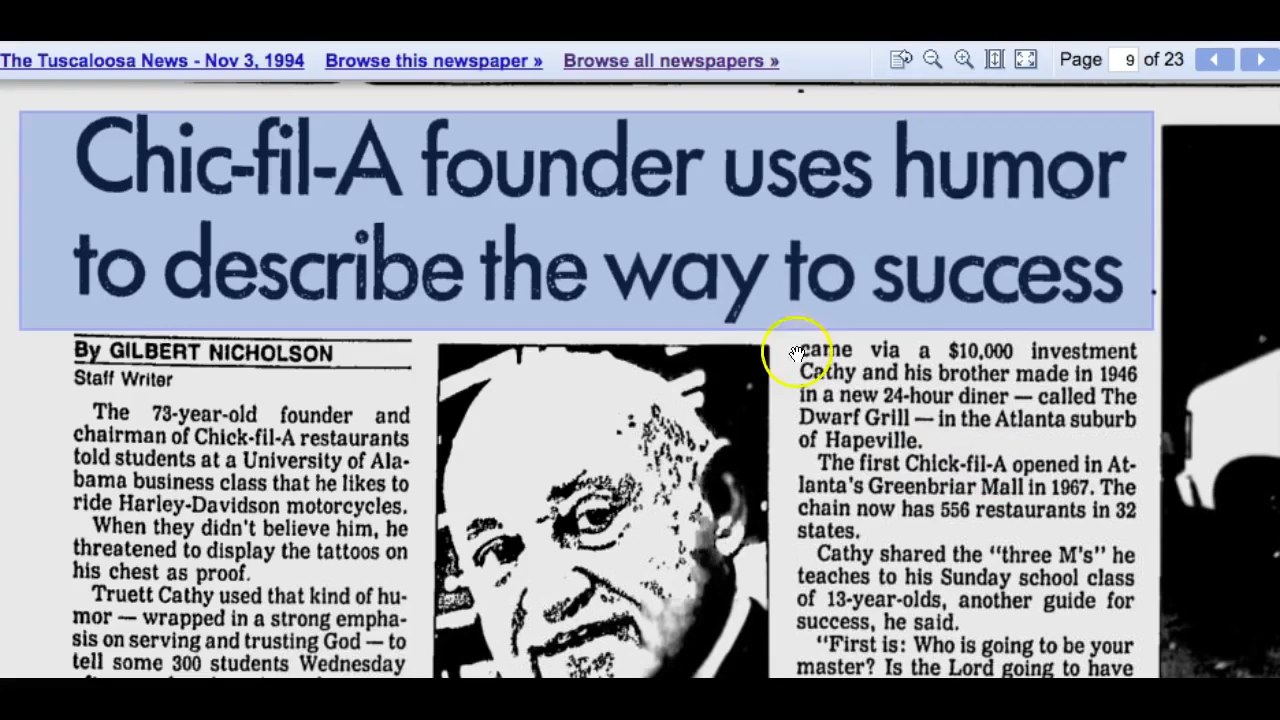 The Tuscaloosa News - Nov 3, 1994 Browse this newspaper » Browse all newspapers » Page 9 of 23
Chic-fil-A founder uses humor
to describe the way to success
By GILBERT NICHOLSON
Staff Writer
The 73-year-old founder and
chairman of Chick-fil-A restaurants
told students at a University of Ala-
bama business class that he likes to
ride Harley-Davidson motorcycles.
When they didn't believe him, he
threatened to display the tattoos on
his chest as proof.
Truett Cathy used that kind of hu-
mor — wrapped in a strong empha-
sis on serving and trusting God — to
tell some 300 students Wednesday
came via a $10,000 investment
Cathy and his brother made in 1946
in a new 24-hour diner — called The
Dwarf Grill — in the Atlanta suburb
of Hapeville.
The first Chick-fil-A opened in At-
lanta's Greenbriar Mall in 1967. The
chain now has 556 restaurants in 32
states.
Cathy shared the "three M's" he
teaches to his Sunday school class
of 13-year-olds, another guide for
success, he said.
"First is: Who is going to be your
master? Is the Lord going to have